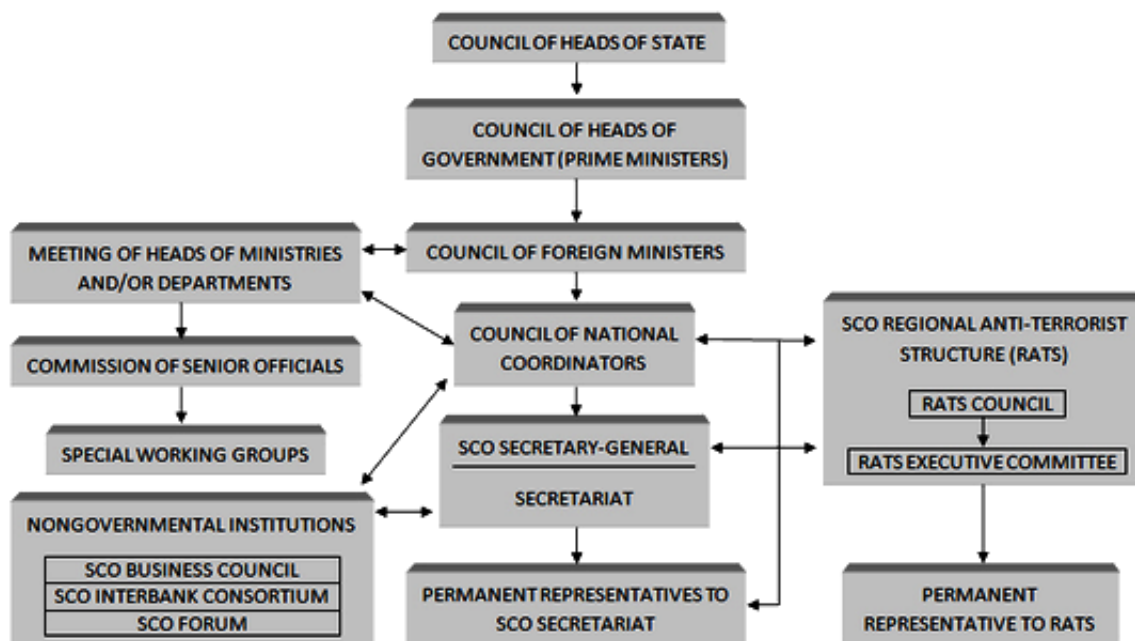 COUNCIL OF HEADS OF STATE
COUNCIL OF HEADS OF
GOVERNMENT (PRIME MINISTERS)
MEETING OF HEADS OF MINISTRIES
AND/OR DEPARTMENTS
COUNCIL OF FOREIGN MINISTERS
COUNCIL OF NATIONAL
COORDINATORS
SCO REGIONAL ANTI-TERRORIST
STRUCTURE (RATS)
RATS COUNCIL
RATS EXECUTIVE COMMITTEE
COMMISSION OF SENIOR OFFICIALS
SPECIAL WORKING GROUPS
SCO SECRETARY-GENERAL
SECRETARIAT
NONGOVERNMENTAL INSTITUTIONS
SCO BUSINESS COUNCIL
SCO INTERBANK CONSORTIUM
SCO FORUM
PERMANENT REPRESENTATIVES TO
SCO SECRETARIAT
PERMANENT
REPRESENTATIVE TO RATS